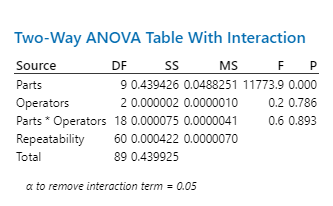 Two-Way ANOVA Table With Interaction
Source DF SS MS F P
Parts 9 0.439426 0.0488251 11773.9 0.000
Operators 2 0.000002 0.0000010 0.2 0.786
Parts * Operators 18 0.000075 0.0000041 0.6 0.893
Repeatability 60 0.000422 0.0000070
Total 89 0.439925
α to remove interaction term = 0.05